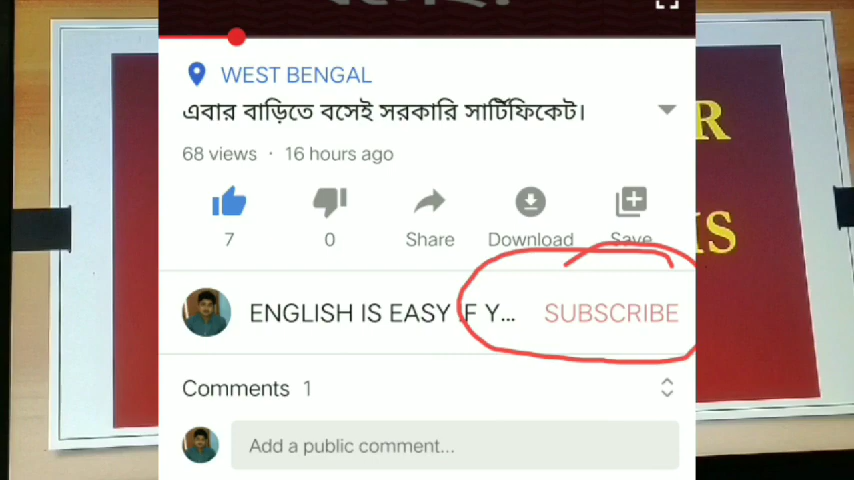 WEST BENGAL
এবার বাড়িতে বসেই সরকারি সার্টিফিকেট।
68 views · 16 hours ago
7
0
Share
Download
Save
ENGLISH IS EASY IF Y...
SUBSCRIBE
Comments 1
Add a public comment...
R
IS